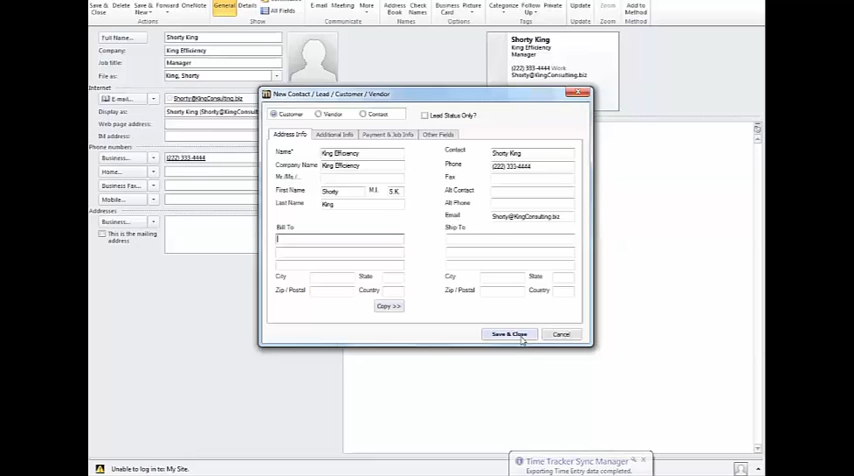 Save & Delete Save & Forward OneNote General Details All Fields E-mail Meeting More Address Check Business Picture Categorize Follow Private Update Update Zoom Add to
Close New Book Names Card Up Method
Actions Show Communicate Names Options Tags Update Zoom Method
Full Name... Shorty King
Company: King Efficiency
Job title: Manager
File as: King, Shorty
Internet
E-mail... Shorty@KingConsulting.biz
Display as: Shorty King (Shorty@KingConsul
Web page address:
IM address:
Phone numbers
Business... (222) 333-4444
Home...
Business Fax...
Mobile...
Addresses
Business...
This is the mailing
address
Shorty King
King Efficiency
Manager
(222) 333-4444 Work
Shorty@KingConsulting.biz
New Contact / Lead / Customer / Vendor
Customer Vendor Contact Lead Status Only?
Address Info Additional Info Payment & Job Info Other Fields
Name* King Efficiency Contact Shorty King
Company Name King Efficiency Phone (222) 333-4444
Mr./Ms./... Fax
First Name Shorty M.I. S.K. Alt Contact
Last Name King Alt Phone
Email Shorty@KingConsulting.biz
Bill To Ship To
City State City State
Zip / Postal Country Zip / Postal Country
Copy >>
Save & Close Cancel
Unable to log in to: My Site.
Time Tracker Sync Manager
Exporting Time Entry data completed.